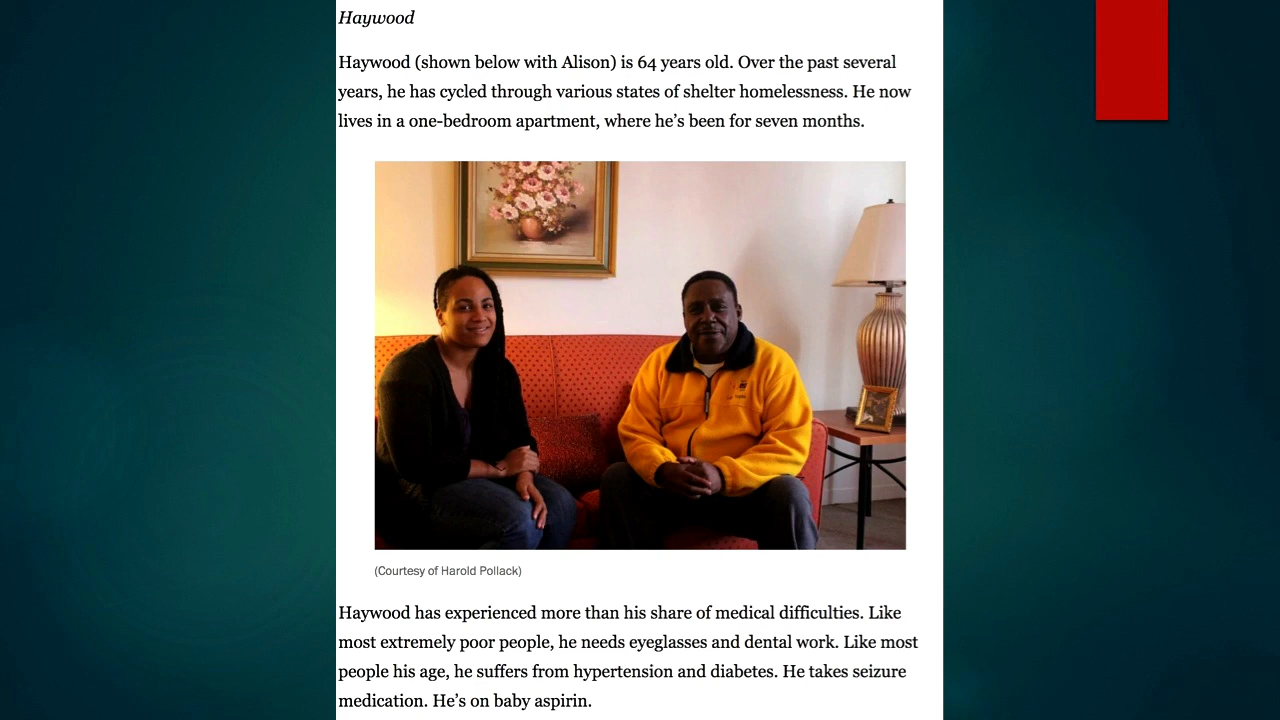 Haywood
Haywood (shown below with Alison) is 64 years old. Over the past several
years, he has cycled through various states of shelter homelessness. He now
lives in a one-bedroom apartment, where he’s been for seven months.
(Courtesy of Harold Pollack)
Haywood has experienced more than his share of medical difficulties. Like
most extremely poor people, he needs eyeglasses and dental work. Like most
people his age, he suffers from hypertension and diabetes. He takes seizure
medication. He’s on baby aspirin.